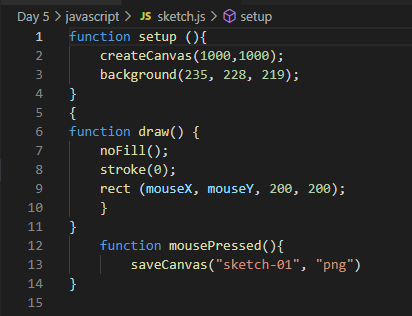 Day 5 > javascript > JS sketch.js > setup
1 function setup (){
2 createCanvas(1000,1000);
3 background(235, 228, 219);
4 }
5 {
6 function draw() {
7 noFill();
8 stroke(0);
9 rect (mouseX, mouseY, 200, 200);
10 }
11 }
12 function mousePressed(){
13 saveCanvas("sketch-01", "png")
14 }
15